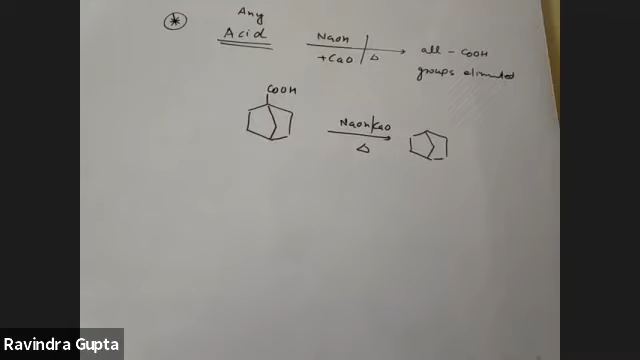 * Any
Acid NaOH all - COOH
+CaO Δ groups eliminated
COOH
NaOH/CaO
Δ
Ravindra Gupta